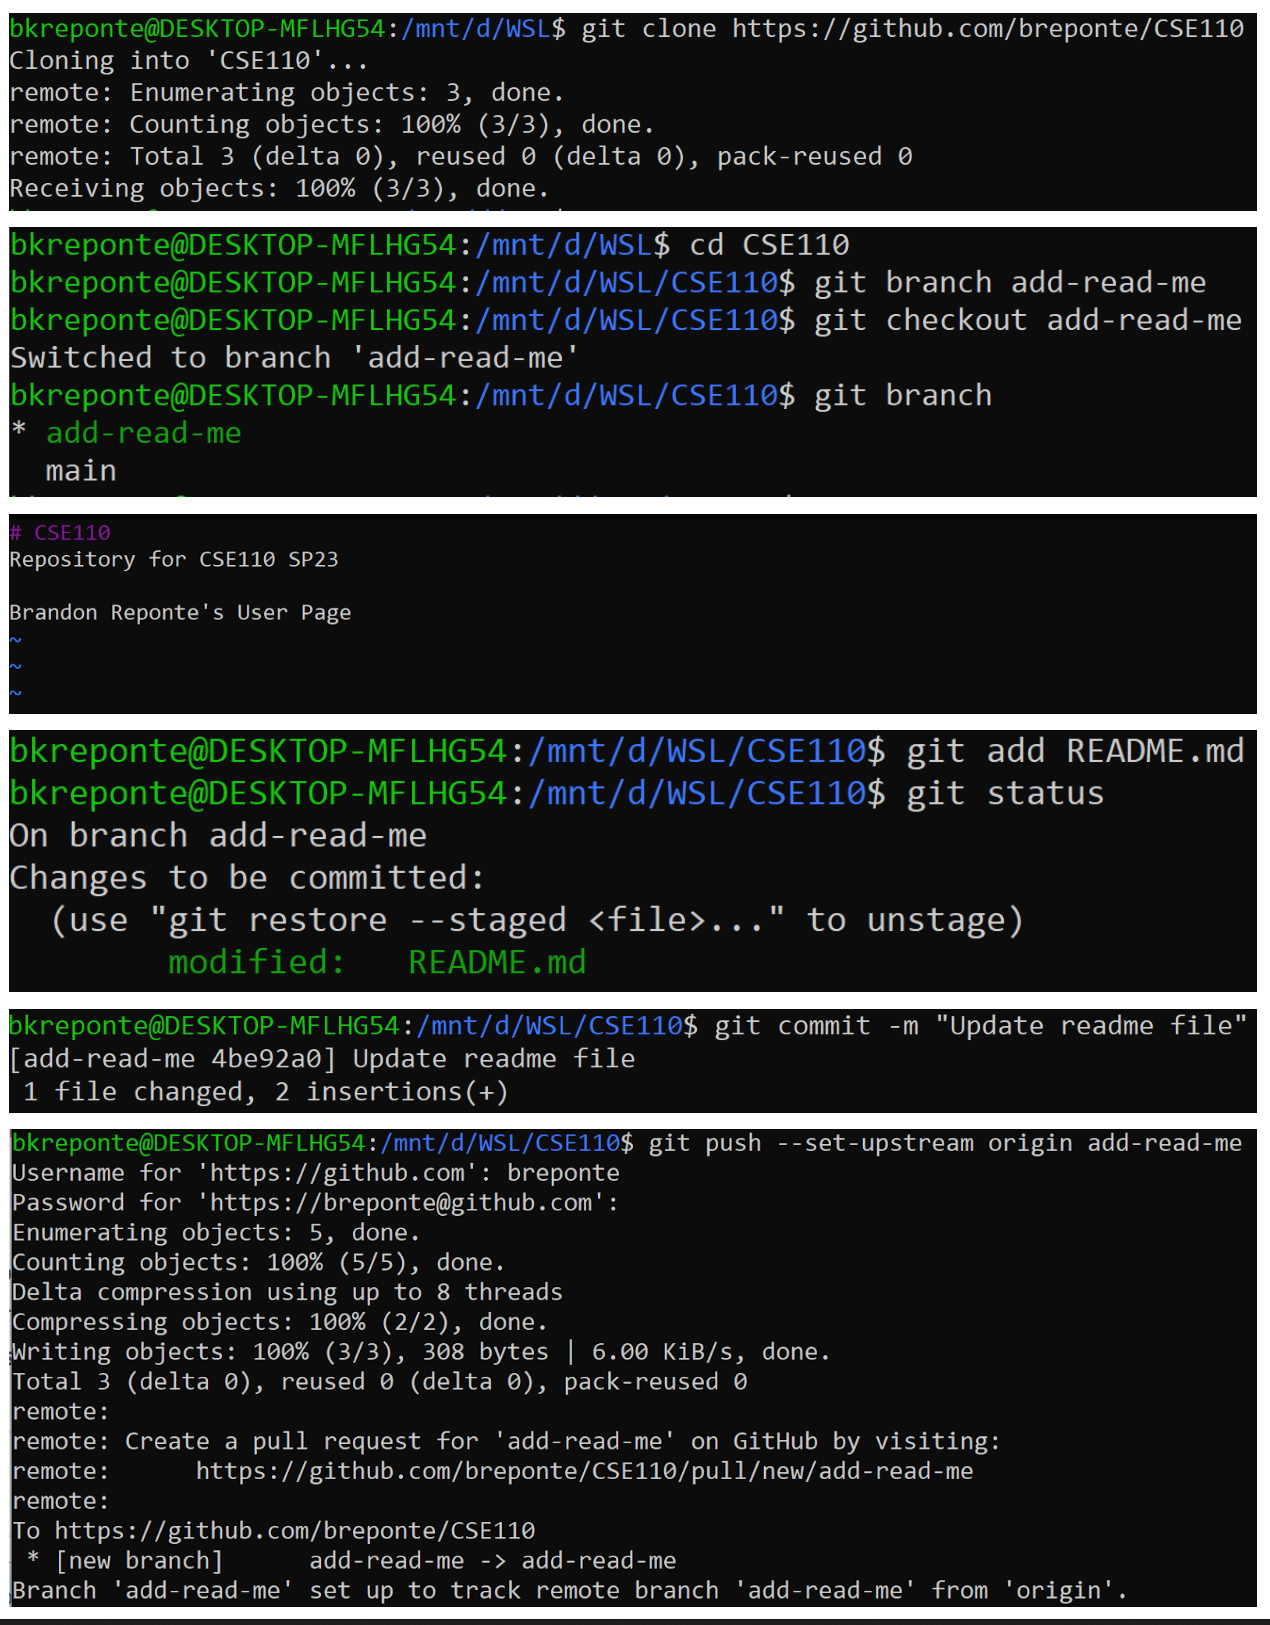 bkreponte@DESKTOP-MFLHG54:/mnt/d/WSL$ git clone https://github.com/breponte/CSE110
Cloning into 'CSE110'...
remote: Enumerating objects: 3, done.
remote: Counting objects: 100% (3/3), done.
remote: Total 3 (delta 0), reused 0 (delta 0), pack-reused 0
Receiving objects: 100% (3/3), done.
bkreponte@DESKTOP-MFLHG54:/mnt/d/WSL$ cd CSE110
bkreponte@DESKTOP-MFLHG54:/mnt/d/WSL/CSE110$ git branch add-read-me
bkreponte@DESKTOP-MFLHG54:/mnt/d/WSL/CSE110$ git checkout add-read-me
Switched to branch 'add-read-me'
bkreponte@DESKTOP-MFLHG54:/mnt/d/WSL/CSE110$ git branch
* add-read-me
  main
# CSE110
Repository for CSE110 SP23
Brandon Reponte's User Page
~
~
~
bkreponte@DESKTOP-MFLHG54:/mnt/d/WSL/CSE110$ git add README.md
bkreponte@DESKTOP-MFLHG54:/mnt/d/WSL/CSE110$ git status
On branch add-read-me
Changes to be committed:
  (use "git restore --staged <file>..." to unstage)
        modified:   README.md
bkreponte@DESKTOP-MFLHG54:/mnt/d/WSL/CSE110$ git commit -m "Update readme file"
[add-read-me 4be92a0] Update readme file
 1 file changed, 2 insertions(+)
bkreponte@DESKTOP-MFLHG54:/mnt/d/WSL/CSE110$ git push --set-upstream origin add-read-me
Username for 'https://github.com': breponte
Password for 'https://breponte@github.com':
Enumerating objects: 5, done.
Counting objects: 100% (5/5), done.
Delta compression using up to 8 threads
Compressing objects: 100% (2/2), done.
Writing objects: 100% (3/3), 308 bytes | 6.00 KiB/s, done.
Total 3 (delta 0), reused 0 (delta 0), pack-reused 0
remote:
remote: Create a pull request for 'add-read-me' on GitHub by visiting:
remote:      https://github.com/breponte/CSE110/pull/new/add-read-me
remote:
To https://github.com/breponte/CSE110
 * [new branch]      add-read-me -> add-read-me
Branch 'add-read-me' set up to track remote branch 'add-read-me' from 'origin'.